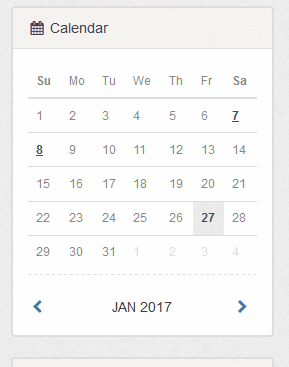 Calendar
Su Mo Tu We Th Fr Sa
1 2 3 4 5 6 7
8 9 10 11 12 13 14
15 16 17 18 19 20 21
22 23 24 25 26 27 28
29 30 31 1 2 3 4
JAN 2017